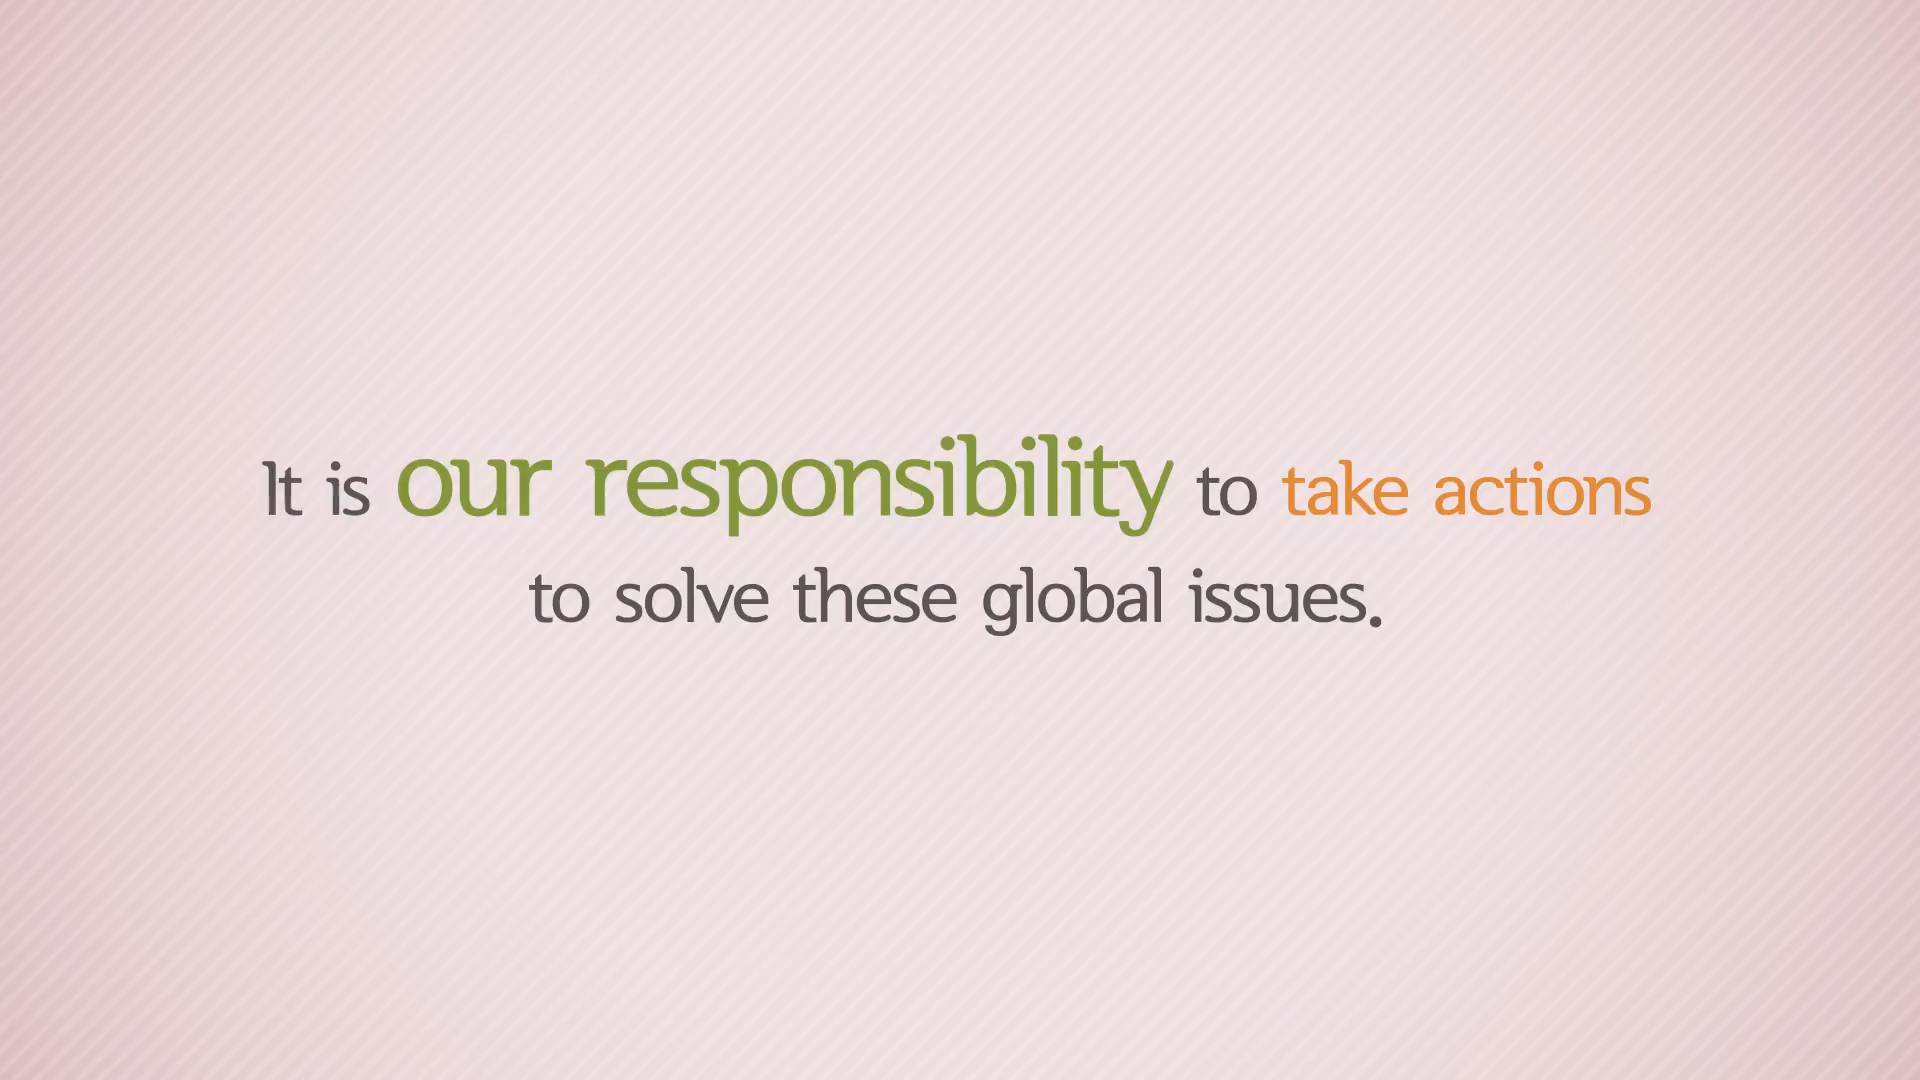 It is our responsibility to take actions
to solve these global issues.